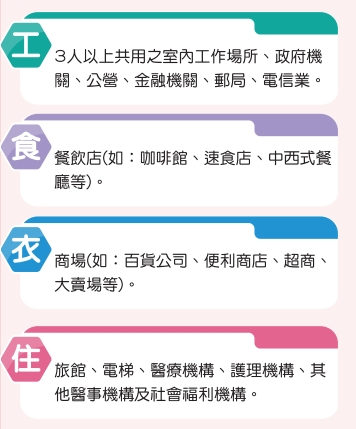 工
3人以上共用之室內工作場所、政府機
關、公營、金融機關、郵局、電信業。
食
餐飲店(如：咖啡館、速食店、中西式餐
廳等)。
衣
商場(如：百貨公司、便利商店、超商、
大賣場等)。
住
旅館、電梯、醫療機構、護理機構、其
他醫事機構及社會福利機構。